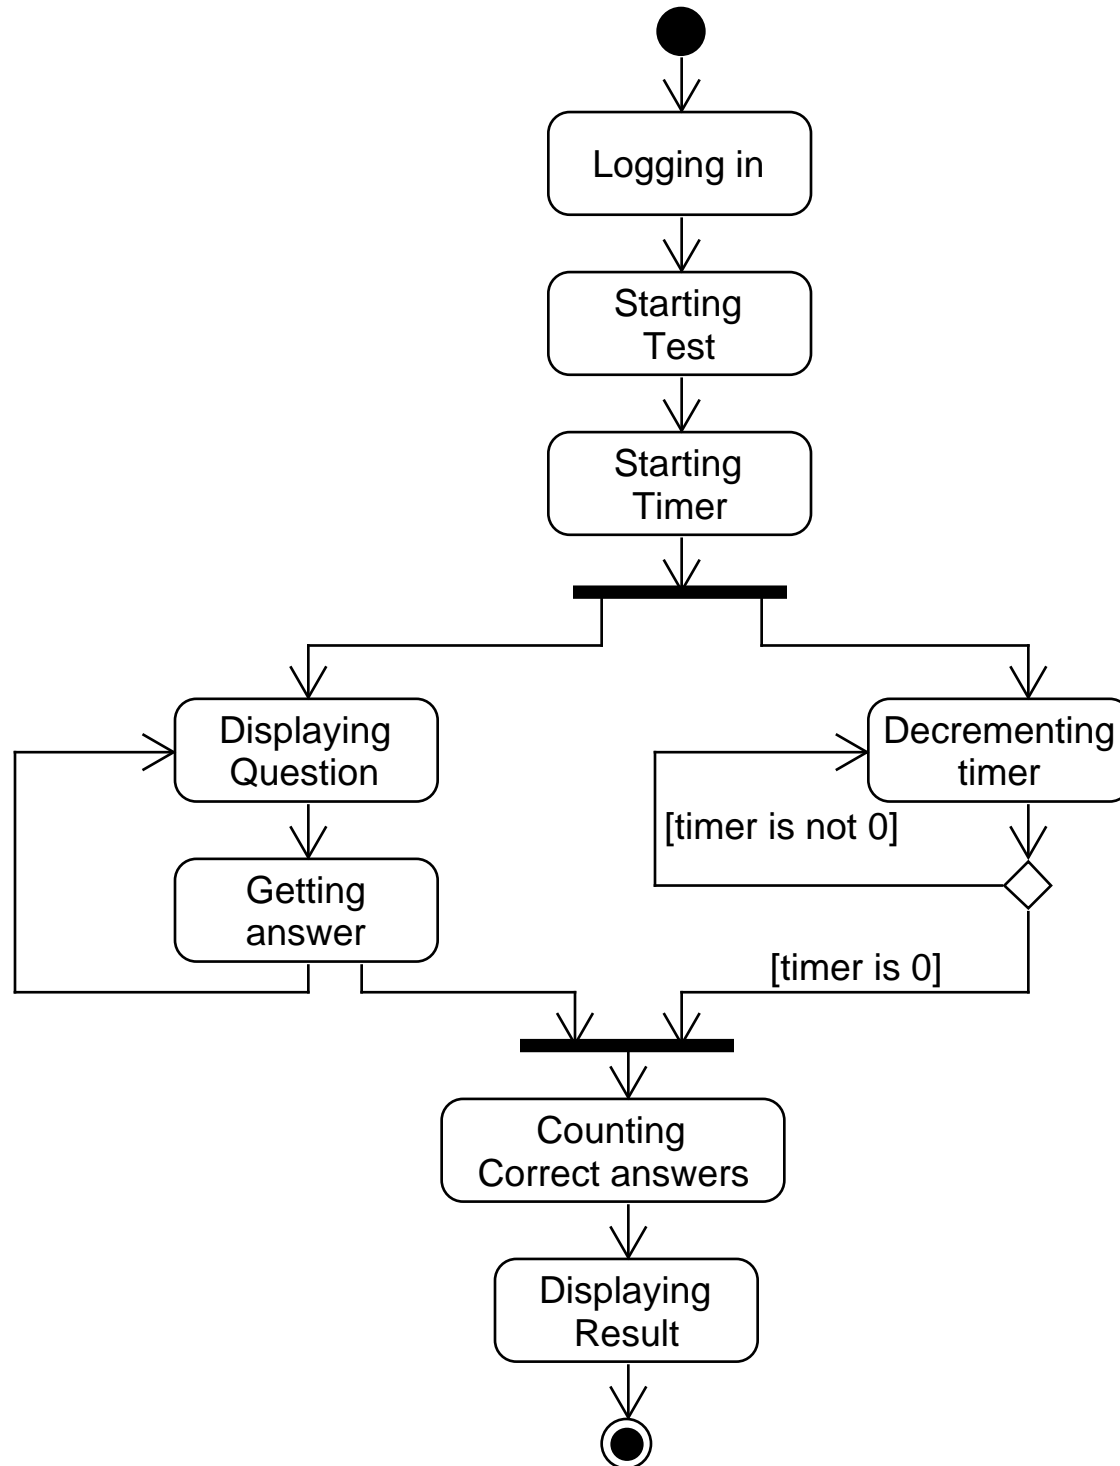 Logging in
Starting
Test
Starting
Timer
Displaying
Question
Decrementing
timer
[timer is not 0]
Getting
answer
[timer is 0]
Counting
Correct answers
Displaying
Result